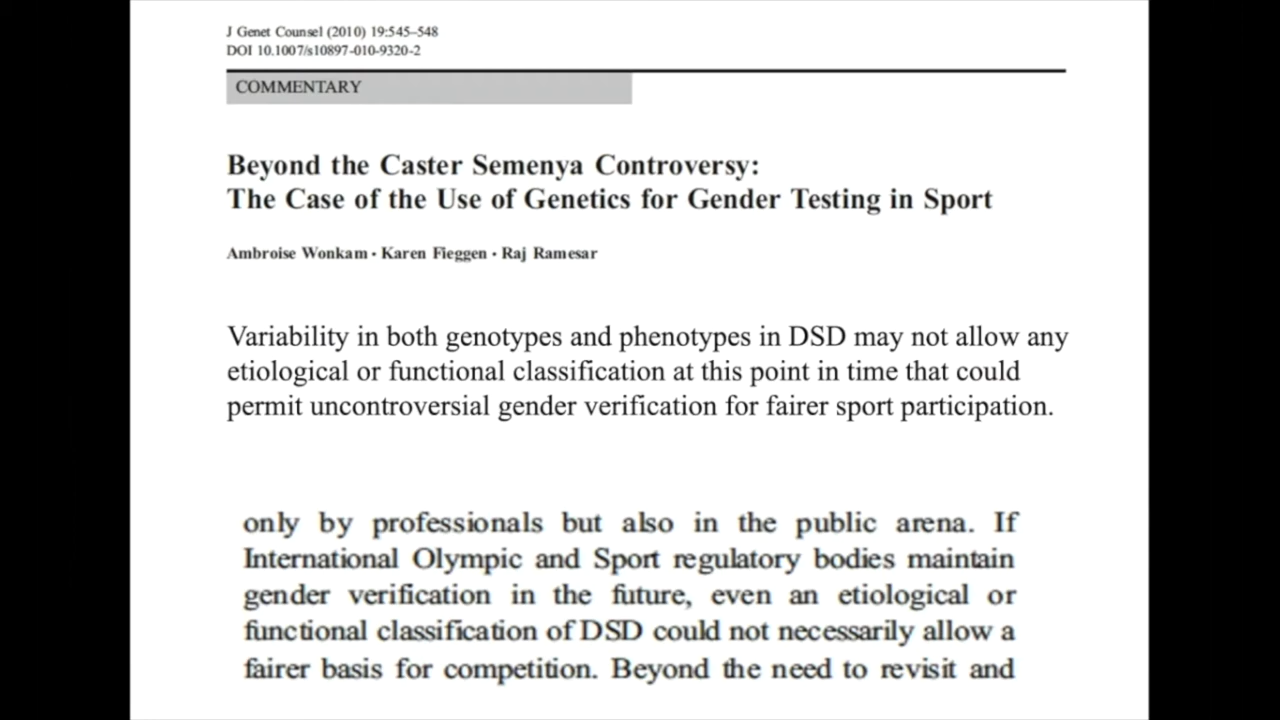 J Genet Counsel (2010) 19:545–548
DOI 10.1007/s10897-010-9320-2
COMMENTARY
Beyond the Caster Semenya Controversy:
The Case of the Use of Genetics for Gender Testing in Sport
Ambroise Wonkam · Karen Fieggen · Raj Ramesar
Variability in both genotypes and phenotypes in DSD may not allow any
etiological or functional classification at this point in time that could
permit uncontroversial gender verification for fairer sport participation.
only by professionals but also in the public arena. If
International Olympic and Sport regulatory bodies maintain
gender verification in the future, even an etiological or
functional classification of DSD could not necessarily allow a
fairer basis for competition. Beyond the need to revisit and